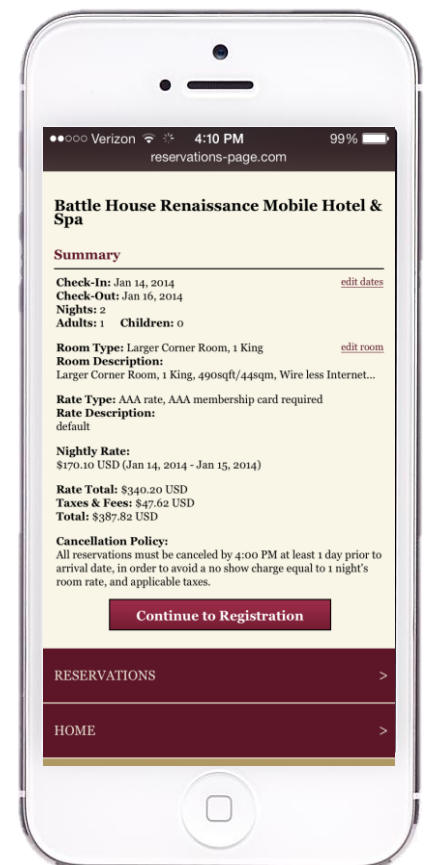 ●●○○○ Verizon 4:10 PM 99%
reservations-page.com
Battle House Renaissance Mobile Hotel &
Spa
Summary
Check-In: Jan 14, 2014 edit dates
Check-Out: Jan 16, 2014
Nights: 2
Adults: 1 Children: 0
Room Type: Larger Corner Room, 1 King edit room
Room Description:
Larger Corner Room, 1 King, 490sqft/44sqm, Wire less Internet...
Rate Type: AAA rate, AAA membership card required
Rate Description:
default
Nightly Rate:
$170.10 USD (Jan 14, 2014 - Jan 15, 2014)
Rate Total: $340.20 USD
Taxes & Fees: $47.62 USD
Total: $387.82 USD
Cancellation Policy:
All reservations must be canceled by 4:00 PM at least 1 day prior to
arrival date, in order to avoid a no show charge equal to 1 night's
room rate, and applicable taxes.
Continue to Registration
RESERVATIONS >
HOME >